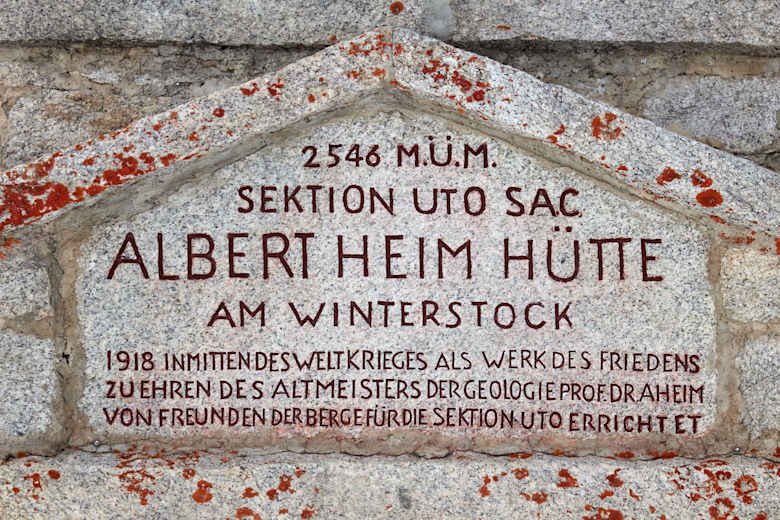 2546 M.Ü.M.
SEKTION UTO S.A.C.
ALBERT HEIM HÜTTE
AM WINTERSTOCK
1918 INMITTEN DES WELTKRIEGES ALS WERK DES FRIEDENS
ZU EHREN DES ALTMEISTERS DER GEOLOGIE PROF. DR. A HEIM
VON FREUNDEN DER BERGE FÜR DIE SEKTION UTO ERRICHTET